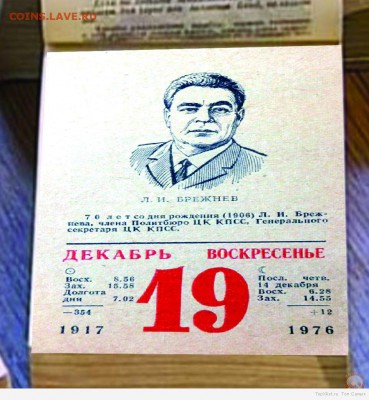 COINS.LAVE.RU
Л. И. БРЕЖНЕВ
70 лет со дня рождения (1906) Л. И. Бреж-
нева, члена Политбюро ЦК КПСС, Генерального
секретаря ЦК КПСС.
ДЕКАБРЬ ВОСКРЕСЕНЬЕ
Восх. 8.56
Зах. 15.58
Долгота
дня 7.02
—354
1917
19
Посл. четв.
14 декабря
Восх. 6.28
Зах. 14.55
+12
1976